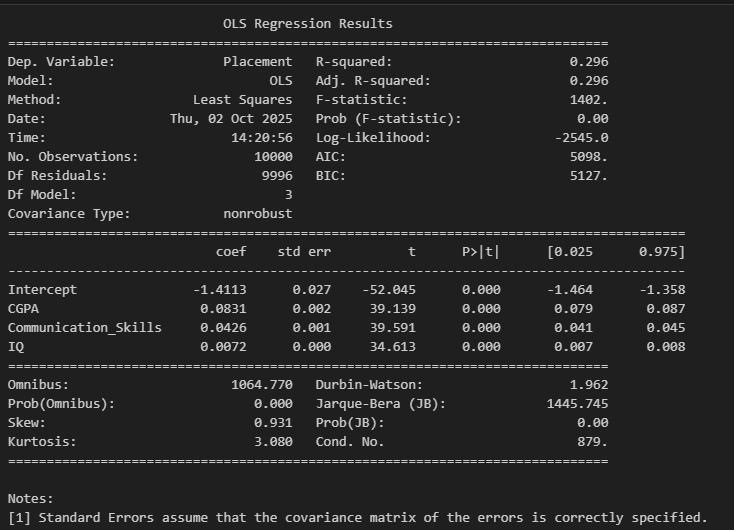 OLS Regression Results
==============================================================================
Dep. Variable:              Placement   R-squared:                       0.296
Model:                            OLS   Adj. R-squared:                  0.296
Method:                 Least Squares   F-statistic:                     1402.
Date:                Thu, 02 Oct 2025   Prob (F-statistic):               0.00
Time:                        14:20:56   Log-Likelihood:                -2545.0
No. Observations:               10000   AIC:                             5098.
Df Residuals:                    9996   BIC:                             5127.
Df Model:                           3
Covariance Type:            nonrobust
========================================================================================
                           coef    std err          t      P>|t|      [0.025      0.975]
----------------------------------------------------------------------------------------
Intercept               -1.4113      0.027    -52.045      0.000      -1.464      -1.358
CGPA                     0.0831      0.002     39.139      0.000       0.079       0.087
Communication_Skills     0.0426      0.001     39.591      0.000       0.041       0.045
IQ                       0.0072      0.000     34.613      0.000       0.007       0.008
==============================================================================
Omnibus:                     1064.770   Durbin-Watson:                   1.962
Prob(Omnibus):                  0.000   Jarque-Bera (JB):             1445.745
Skew:                           0.931   Prob(JB):                         0.00
Kurtosis:                       3.080   Cond. No.                         879.
==============================================================================

Notes:
[1] Standard Errors assume that the covariance matrix of the errors is correctly specified.